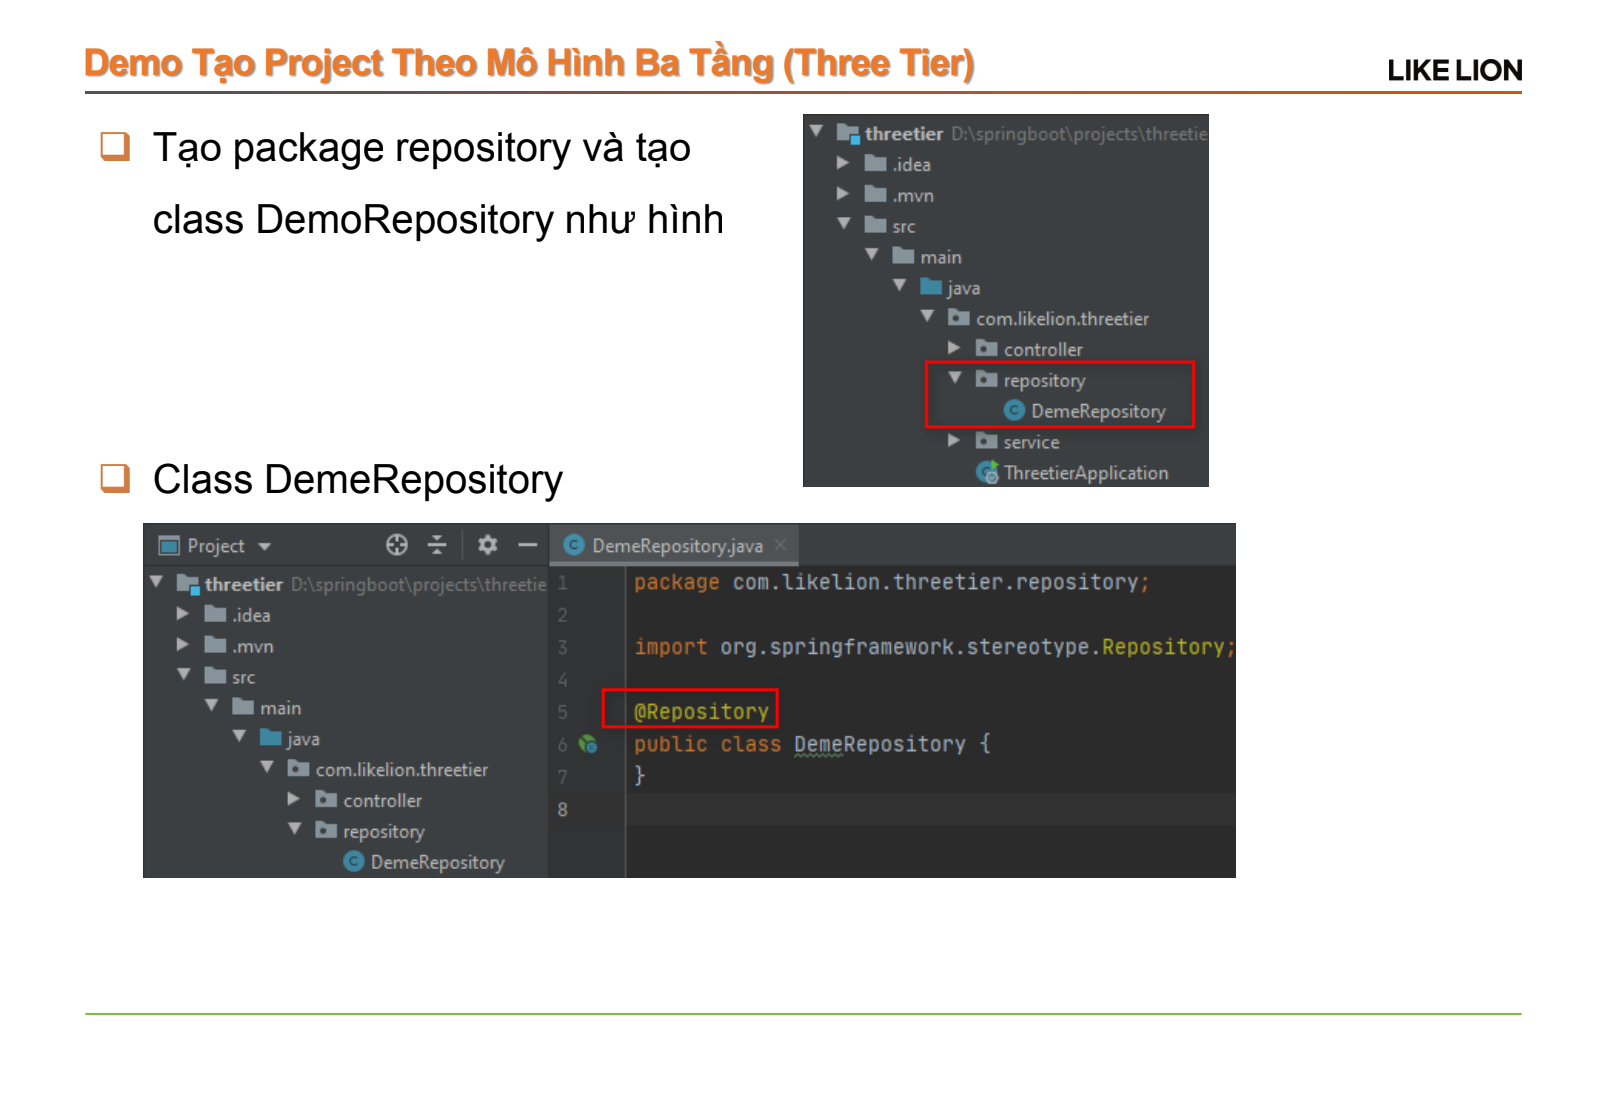 Demo Tạo Project Theo Mô Hình Ba Tầng (Three Tier)
LIKE LION
Tạo package repository và tạo
class DemoRepository như hình
threetier D:\springboot\projects\threetie
.idea
.mvn
src
main
java
com.likelion.threetier
controller
repository
DemeRepository
service
ThreetierApplication
Class DemeRepository
Project
DemeRepository.java
threetier D:\springboot\projects\threetie
.idea
.mvn
src
main
java
com.likelion.threetier
controller
repository
DemeRepository
1 package com.likelion.threetier.repository;
2
3 import org.springframework.stereotype.Repository;
4
5 @Repository
6 public class DemeRepository {
7 }
8